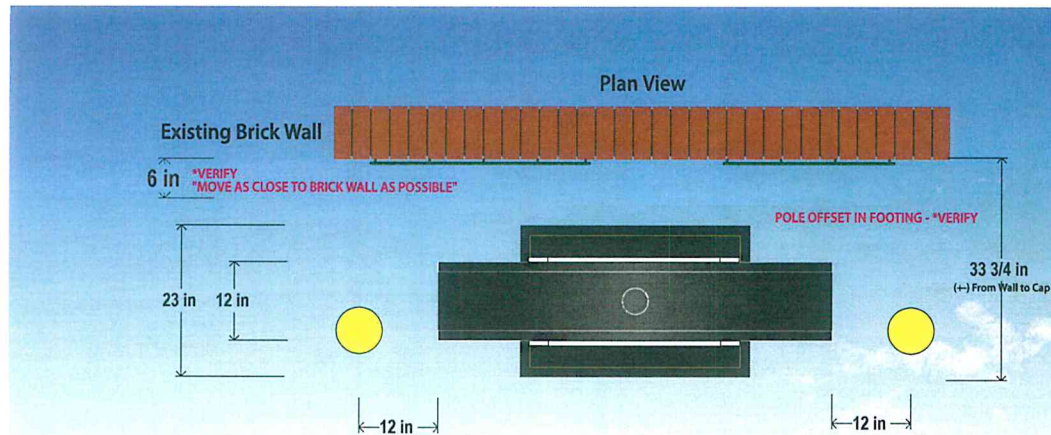 Plan View
Existing Brick Wall
6 in
*VERIFY
"MOVE AS CLOSE TO BRICK WALL AS POSSIBLE"
POLE OFFSET IN FOOTING - *VERIFY
23 in
12 in
33 3/4 in
(+-) From Wall to Cap
12 in
12 in